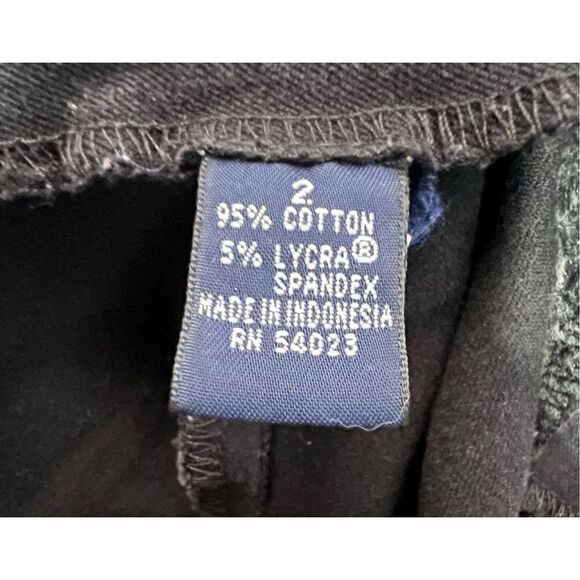 2
95% COTTON
5% LYCRA®
SPANDEX
MADE IN INDONESIA
RN 54023